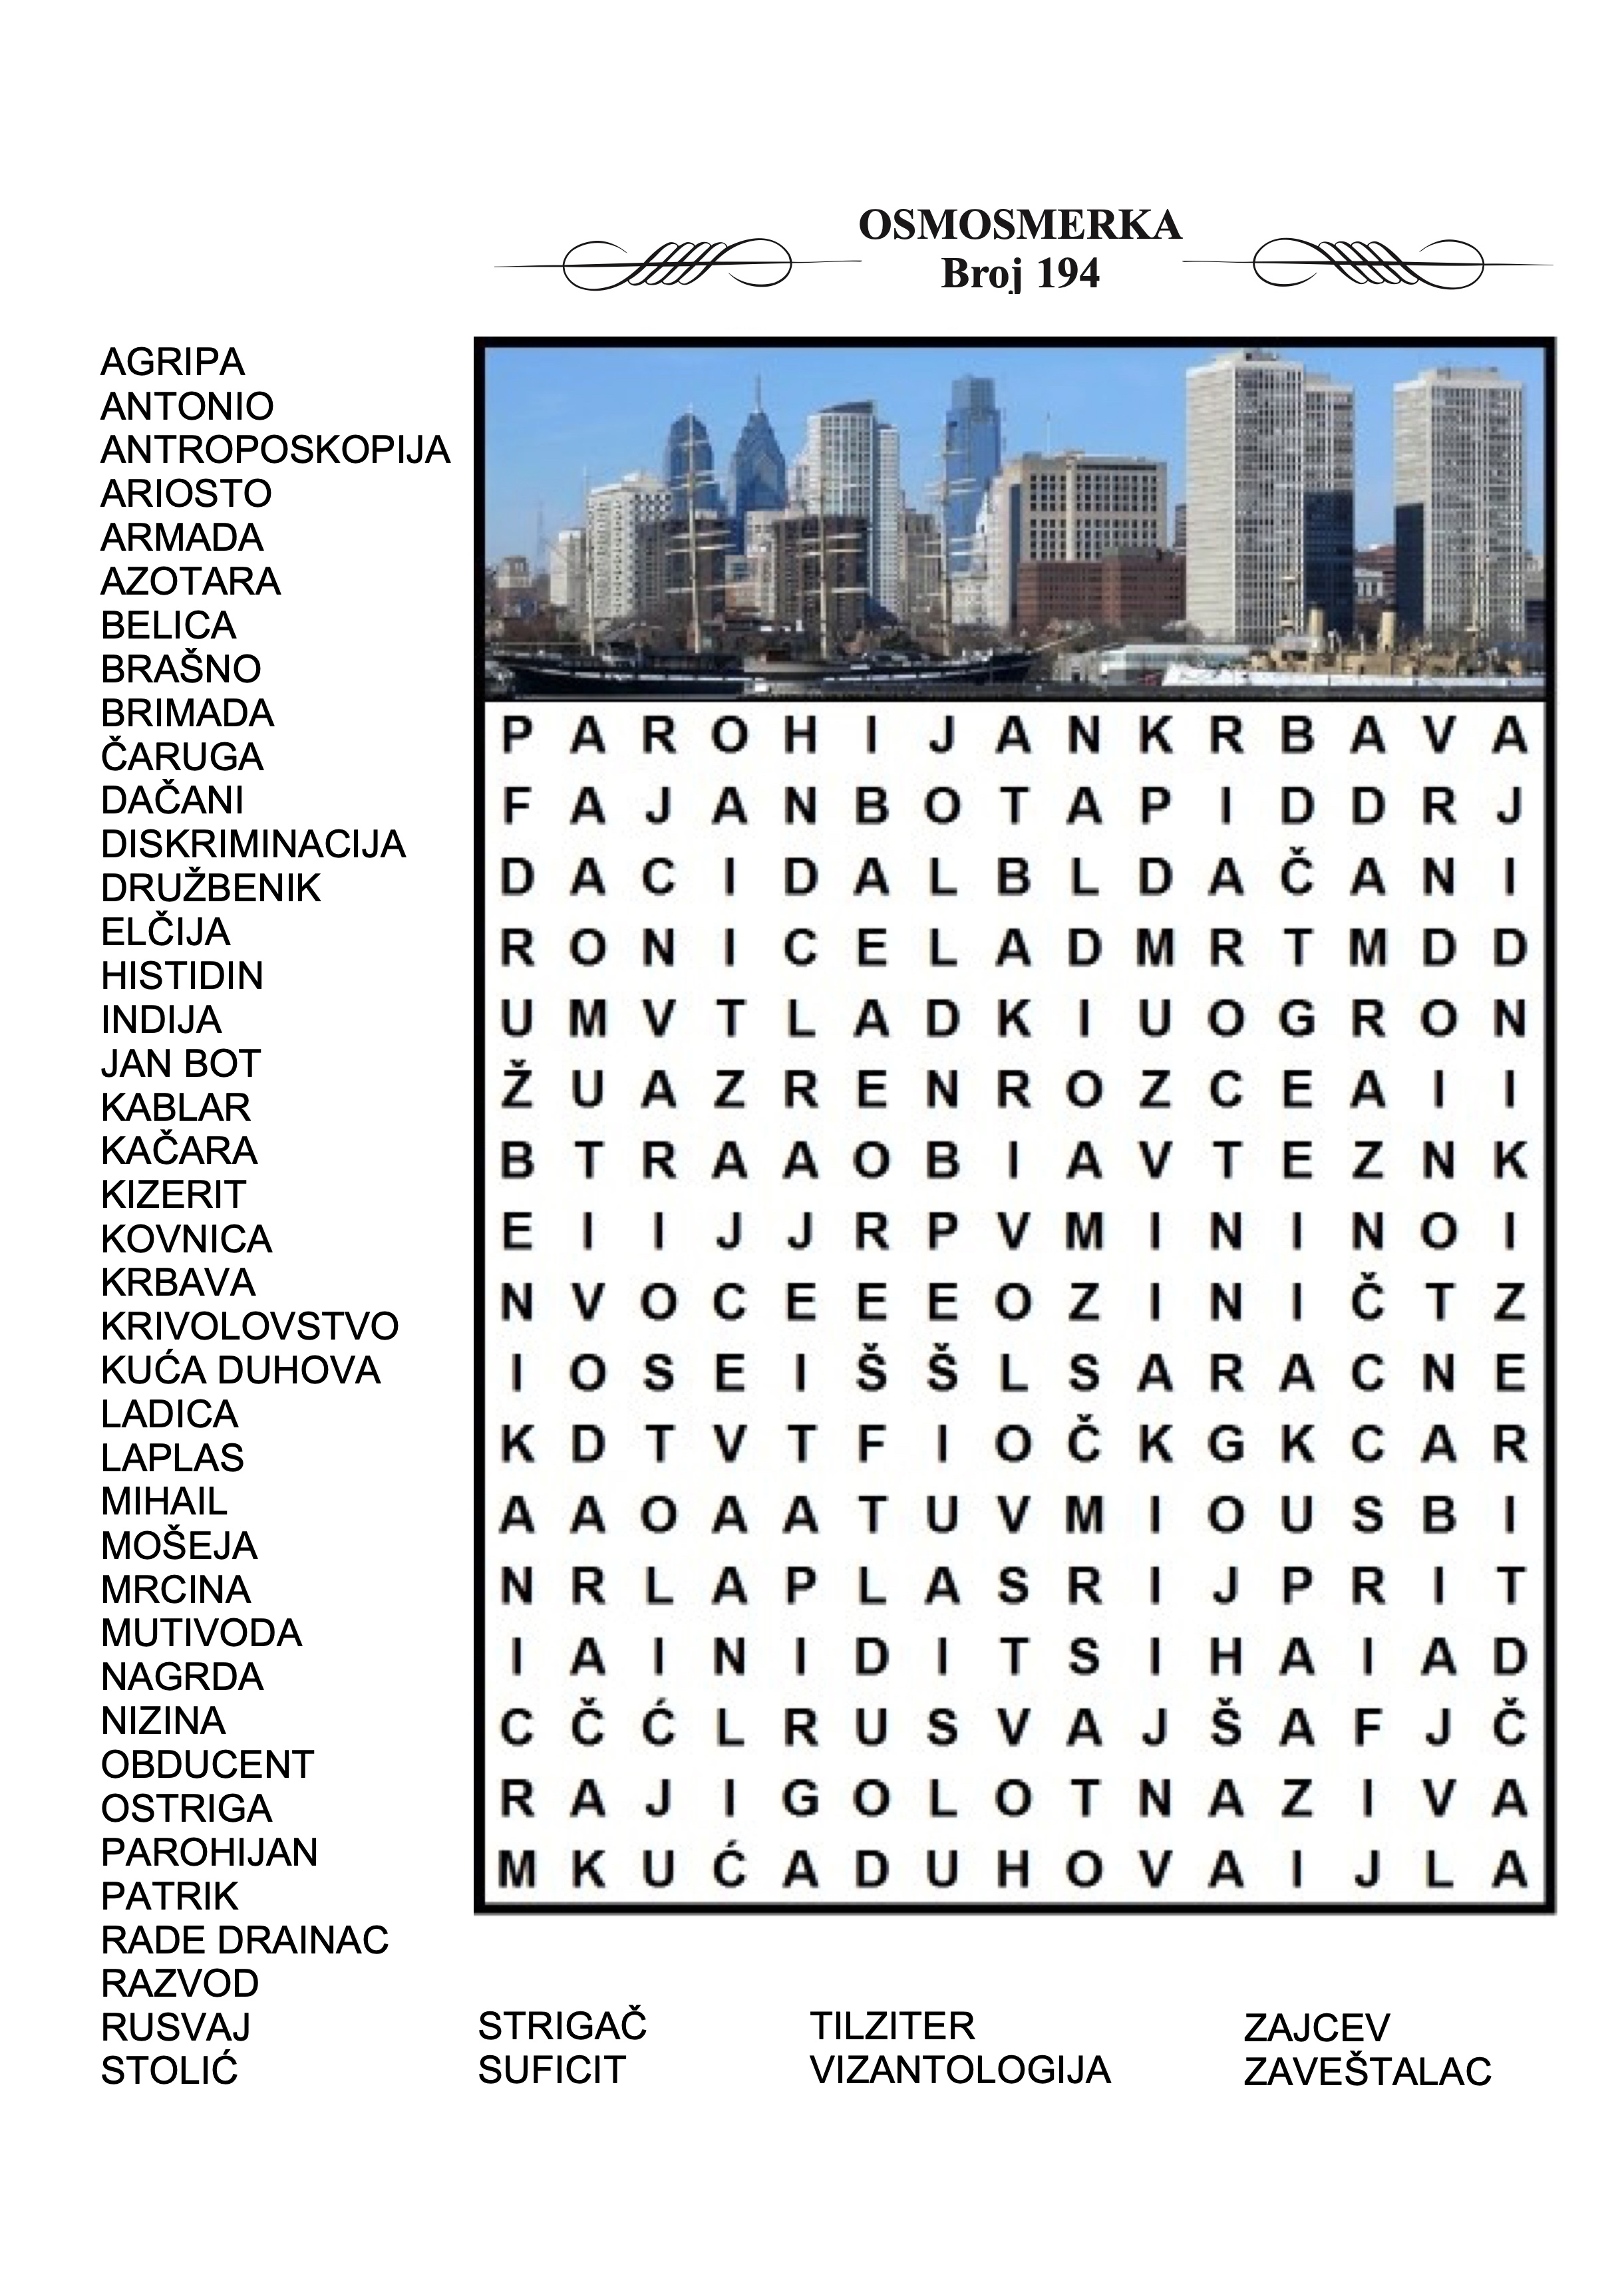 OSMOSMERKA
Broj 194
AGRIPA
ANTONIO
ANTROPOSKOPIJA
ARIOSTO
ARMADA
AZOTARA
BELICA
BRAŠNO
BRIMADA
ČARUGA
DAČANI
DISKRIMINACIJA
DRUŽBENIK
ELČIJA
HISTIDIN
INDIJA
JAN BOT
KABLAR
KAČARA
KIZERIT
KOVNICA
KRBAVA
KRIVOLOVSTVO
KUĆA DUHOVA
LADICA
LAPLAS
MIHAIL
MOŠEJA
MRCINA
MUTIVODA
NAGRDA
NIZINA
OBDUCENT
OSTRIGA
PAROHIJAN
PATRIK
RADE DRAINAC
RAZVOD
RUSVAJ
STOLIĆ
P A R O H I J A N K R B A V A
F A J A N B O T A P I D D R J
D A C I D A L B L D A Č A N I
R O N I C E L A D M R T M D D
U M V T L A D K I U O G R O N
Ž U A Z R E N R O Z C E A I I
B T R A A O B I A V T E Z N K
E I I J J R P V M I N I N O I
N V O C E E E O Z I N I Č T Z
I O S E I Š Š L S A R A C N E
K D T V T F I O Č K G K C A R
A A O A A T U V M I O U S B I
N R L A P L A S R I J P R I T
I A I N I D I T S I H A I A D
C Č Ć L R U S V A J Š A F J Č
R A J I G O L O T N A Z I V A
M K U Ć A D U H O V A I J L A
STRIGAČ
SUFICIT
TILZITER
VIZANTOLOGIJA
ZAJCEV
ZAVEŠTALAC